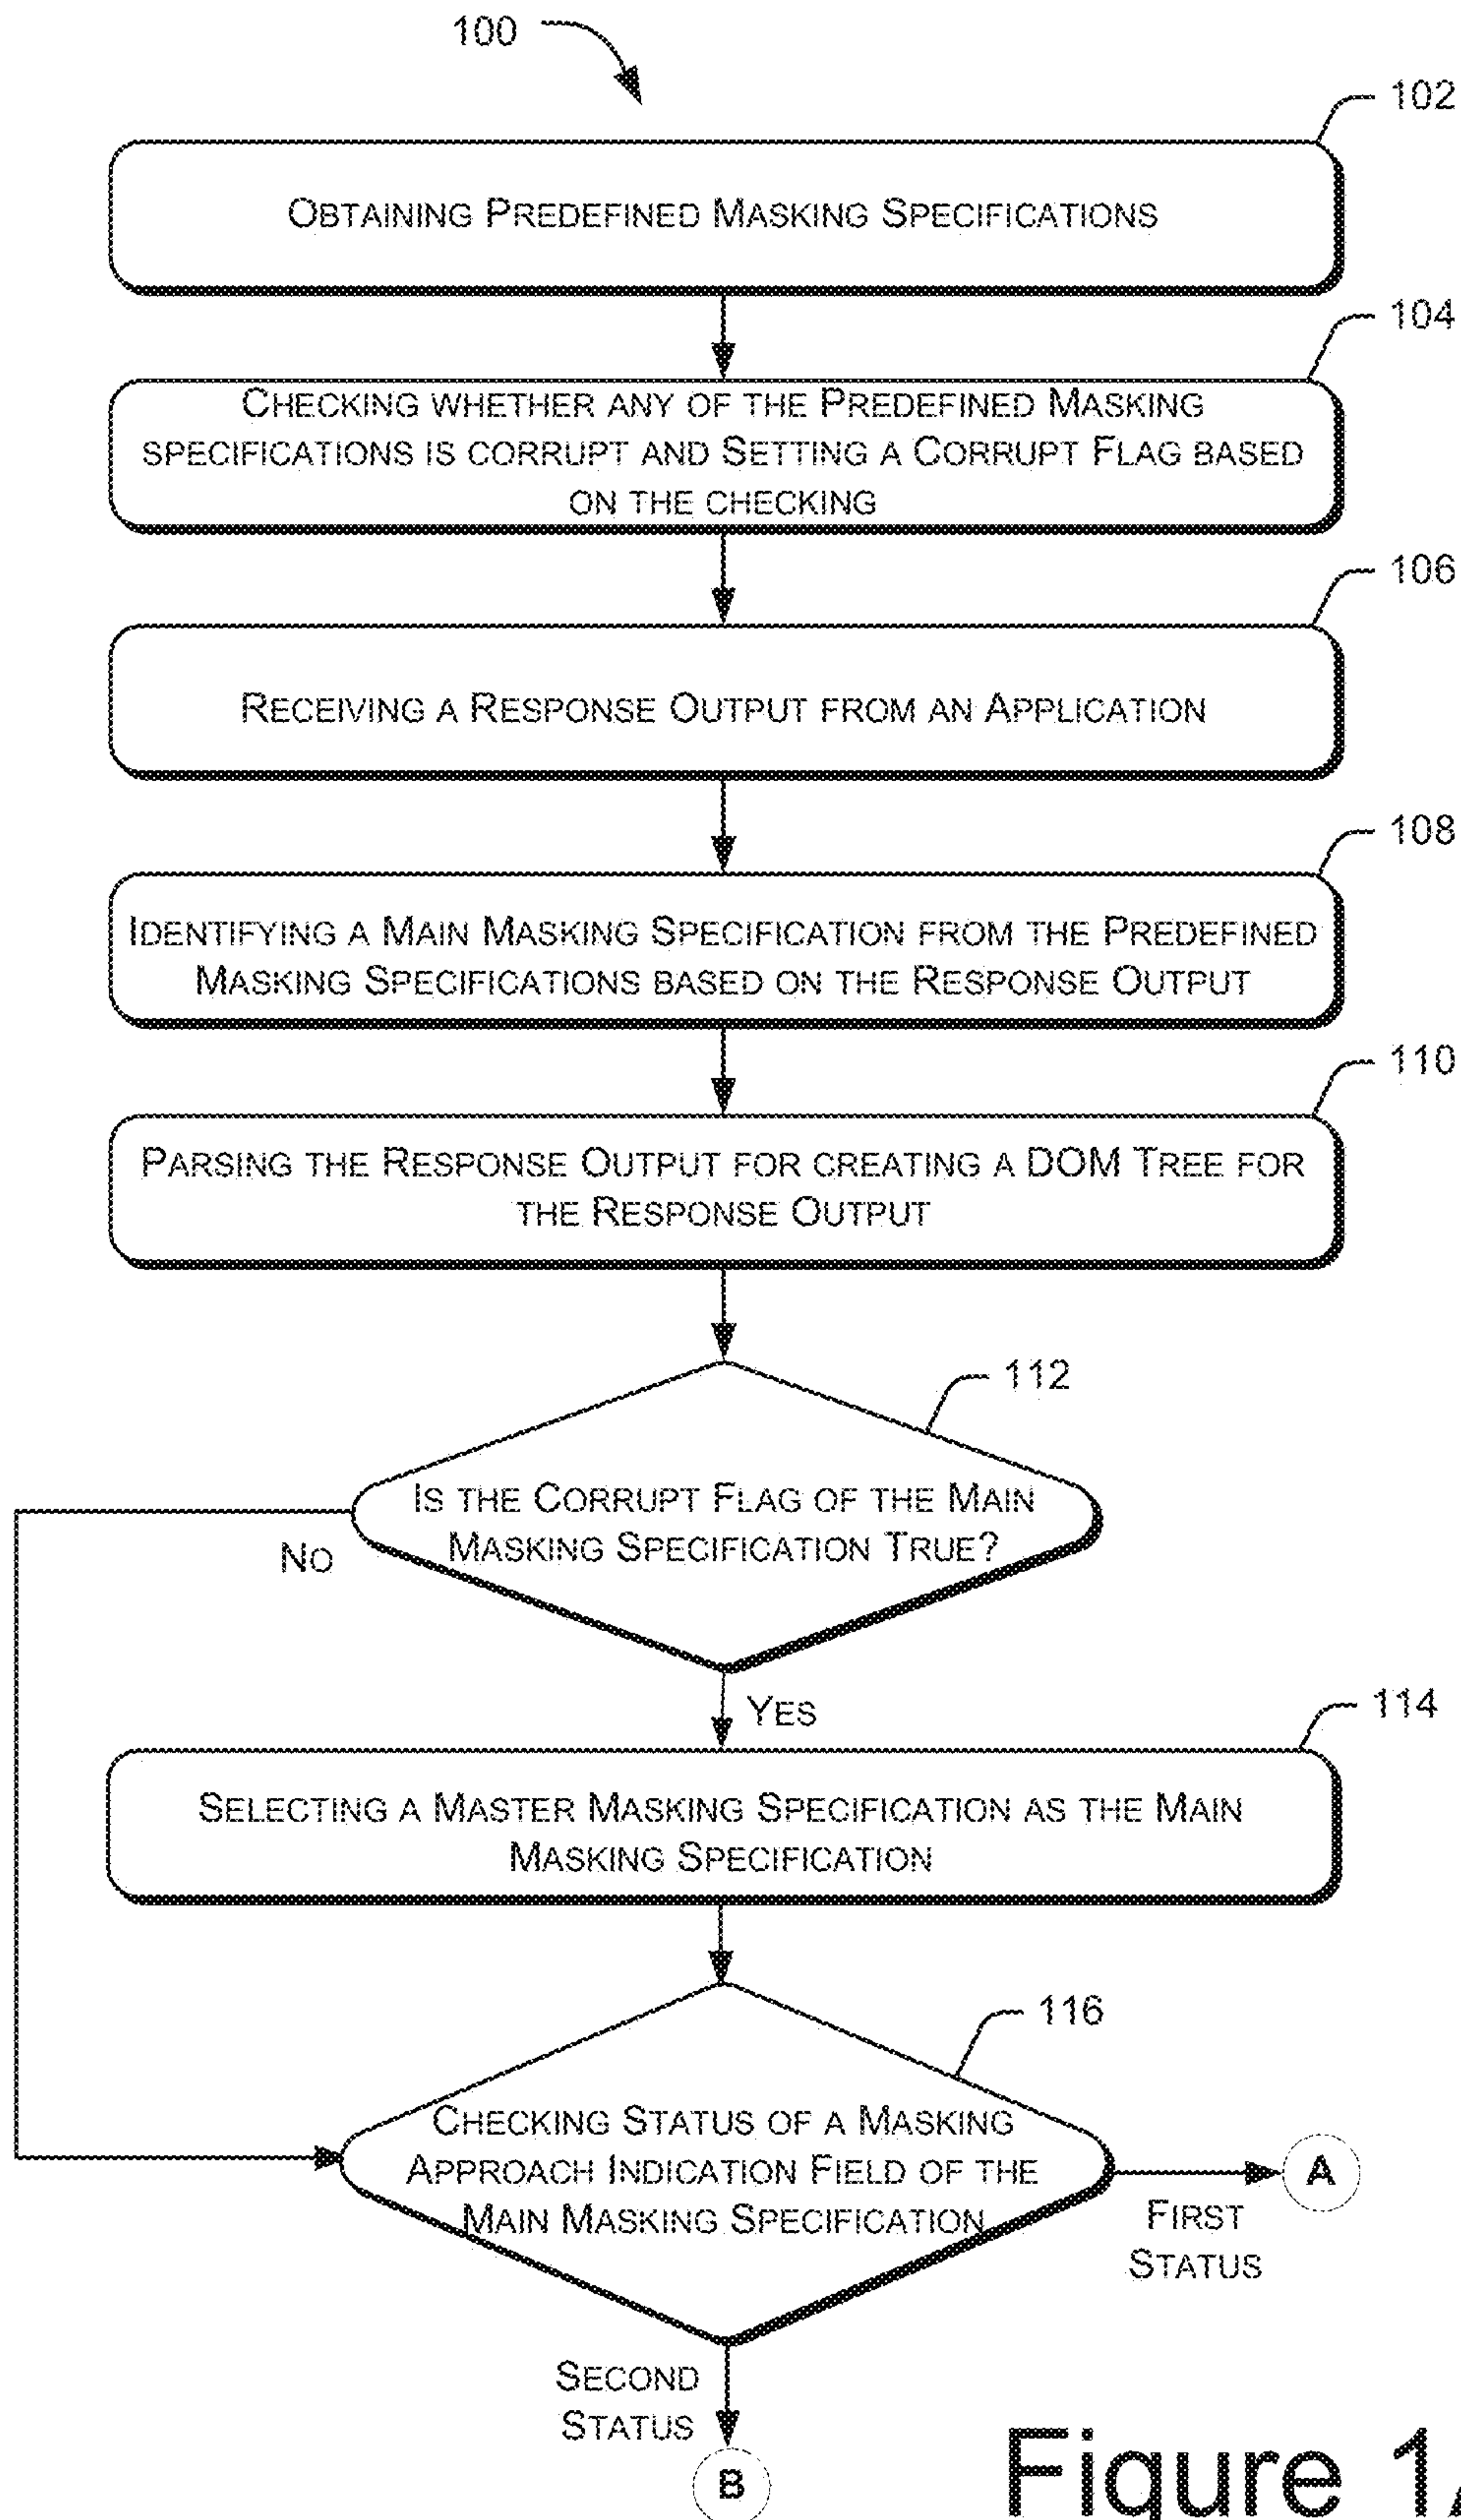 100
102
OBTAINING PREDEFINED MASKING SPECIFICATIONS
104
CHECKING WHETHER ANY OF THE PREDEFINED MASKING
SPECIFICATIONS IS CORRUPT AND SETTING A CORRUPT FLAG BASED
ON THE CHECKING
106
RECEIVING A RESPONSE OUTPUT FROM AN APPLICATION
108
IDENTIFYING A MAIN MASKING SPECIFICATION FROM THE PREDEFINED
MASKING SPECIFICATIONS BASED ON THE RESPONSE OUTPUT
110
PARSING THE RESPONSE OUTPUT FOR CREATING A DOM TREE FOR
THE RESPONSE OUTPUT
112
IS THE CORRUPT FLAG OF THE MAIN
MASKING SPECIFICATION TRUE?
NO
YES
114
SELECTING A MASTER MASKING SPECIFICATION AS THE MAIN
MASKING SPECIFICATION
116
CHECKING STATUS OF A MASKING
APPROACH INDICATION FIELD OF THE
MAIN MASKING SPECIFICATION
A
FIRST
STATUS
SECOND
STATUS
B
Figure 1A